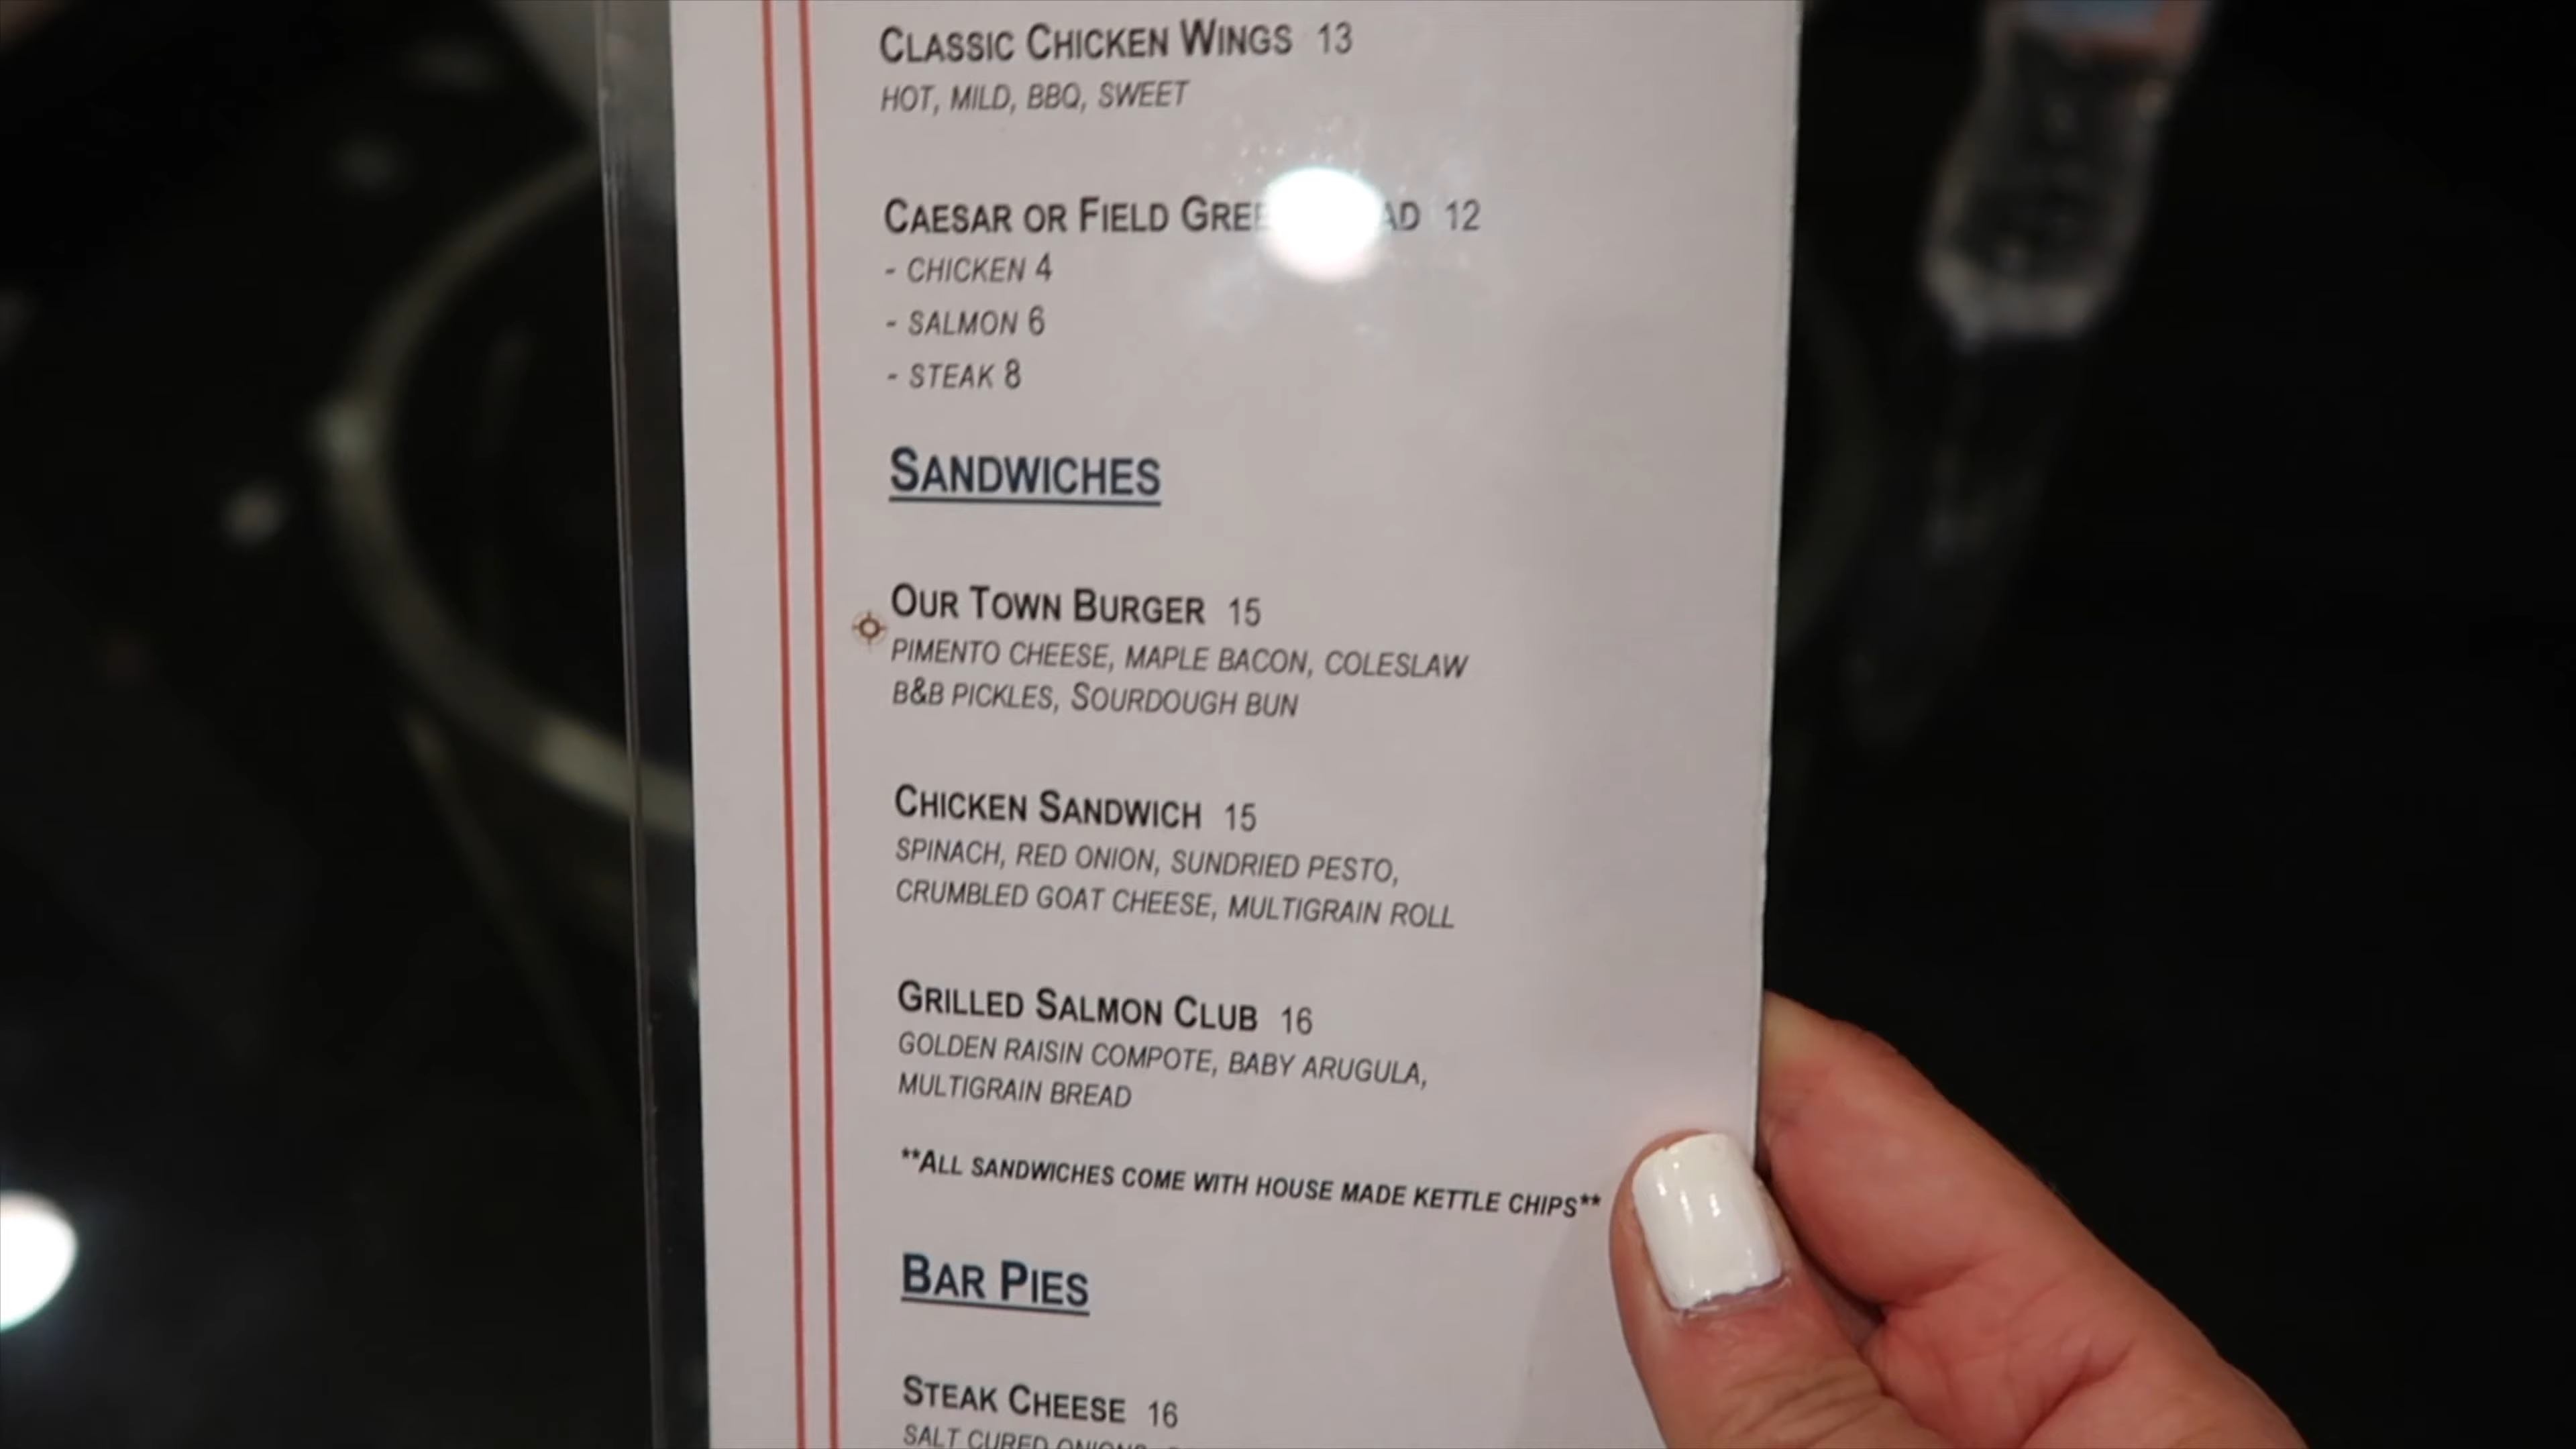 CLASSIC CHICKEN WINGS 13
HOT, MILD, BBQ, SWEET
CAESAR OR FIELD 12
- CHICKEN 4
- SALMON 6
- STEAK 8
SANDWICHES
OUR TOWN BURGER 15
PIMENTO CHEESE, MAPLE BACON, COLESLAW
B&B PICKLES, SOURDOUGH BUN
CHICKEN SANDWICH 15
SPINACH, RED ONION, SUNDRIED PESTO,
CRUMBLED GOAT CHEESE, MULTIGRAIN ROLL
GRILLED SALMON CLUB 16
GOLDEN RAISIN COMPOTE, BABY ARUGULA,
MULTIGRAIN BREAD
**ALL SANDWICHES COME WITH HOUSE MADE KETTLE CHIPS**
BAR PIES
STEAK CHEESE 16
SALT CURED ONIONS